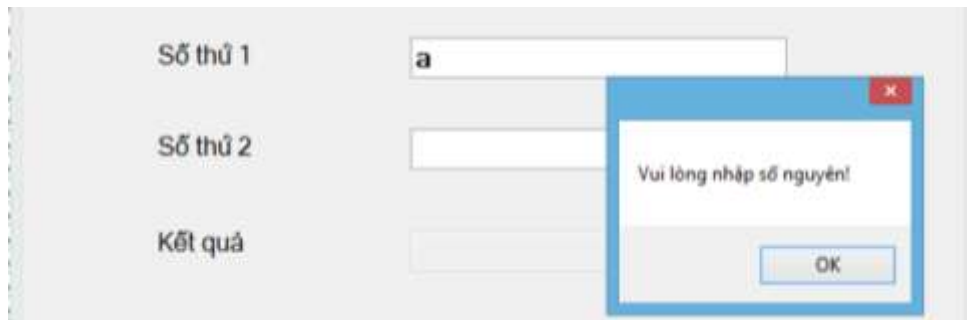 Số thứ 1
a
Số thứ 2
Vui lòng nhập số nguyên!
Kết quả
OK